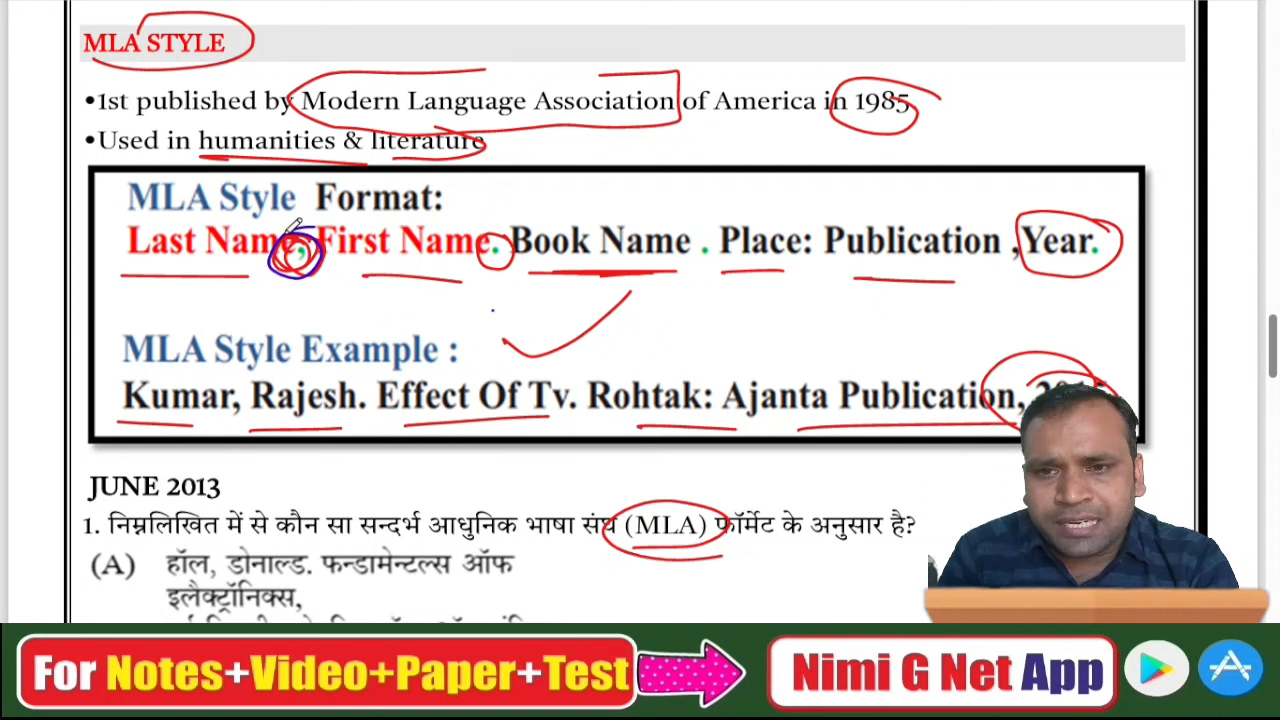 MLA STYLE
•1st published by Modern Language Association of America in 1985
•Used in humanities & literature
MLA Style Format:
Last Name, First Name. Book Name . Place: Publication ,Year.
MLA Style Example :
Kumar, Rajesh. Effect Of Tv. Rohtak: Ajanta Publication,
JUNE 2013
1. निम्नलिखित में से कौन सा सन्दर्भ आधुनिक भाषा संघ (MLA) फॉर्मेट के अनुसार है?
(A) हॉल, डोनाल्ड. फन्डामेन्टल्स ऑफ
इलैक्ट्रॉनिक्स,
For Notes+Video+Paper+Test
Nimi G Net App